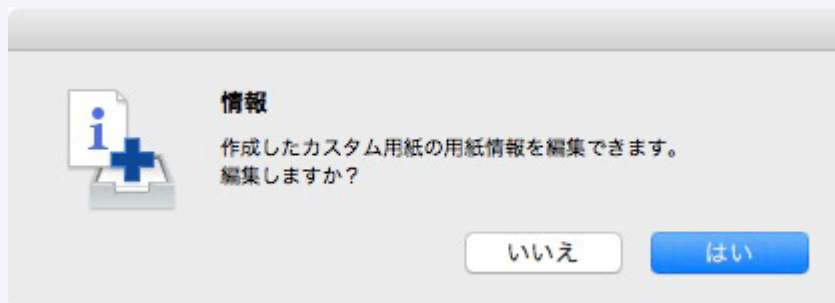 情報
作成したカスタム用紙の用紙情報を編集できます。
編集しますか？
いいえ
はい